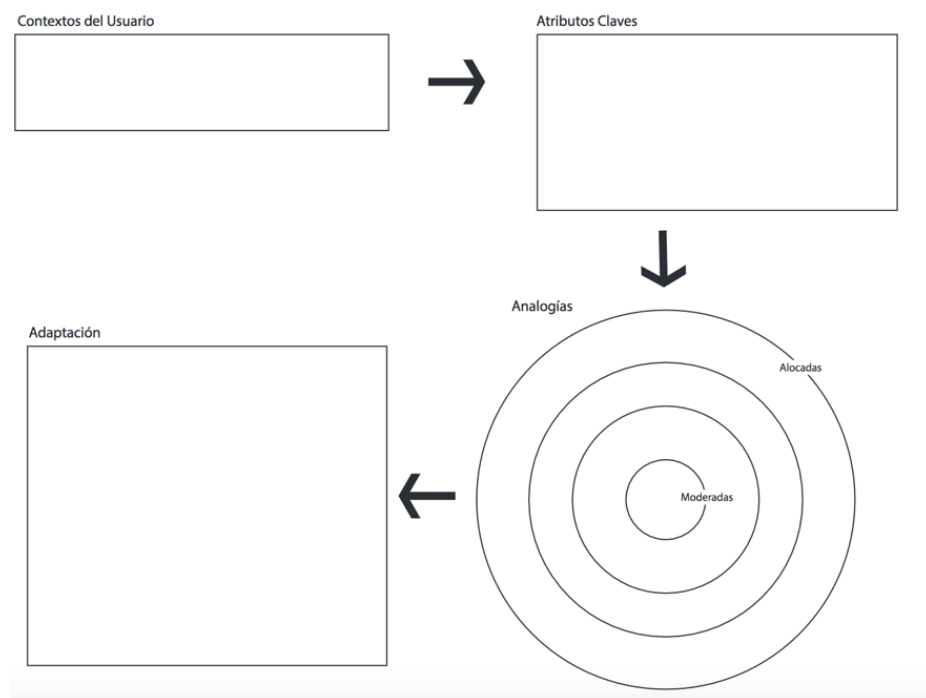 Contextos del Usuario
Atributos Claves
Analogías
Alocadas
Moderadas
Adaptación